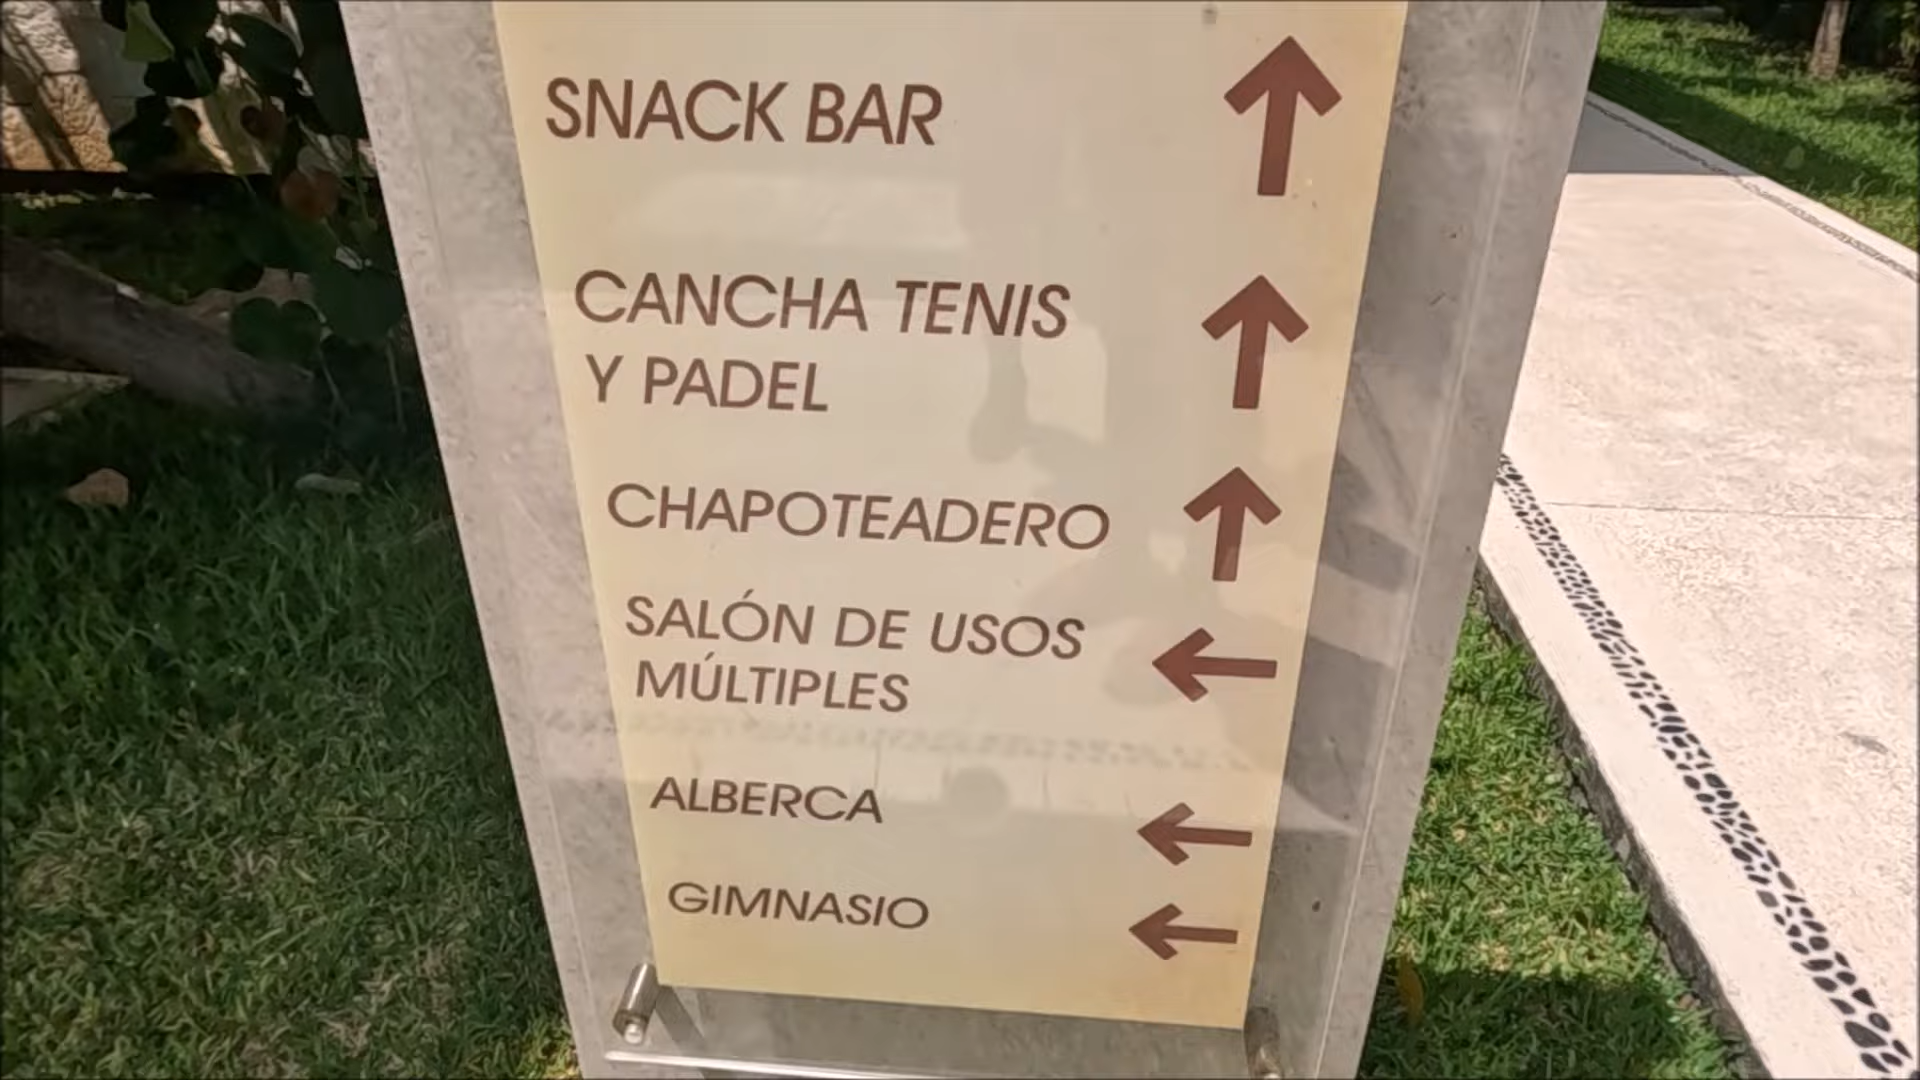 SNACK BAR
CANCHA TENIS
Y PADEL
CHAPOTEADERO
SALÓN DE USOS
MÚLTIPLES
ALBERCA
GIMNASIO